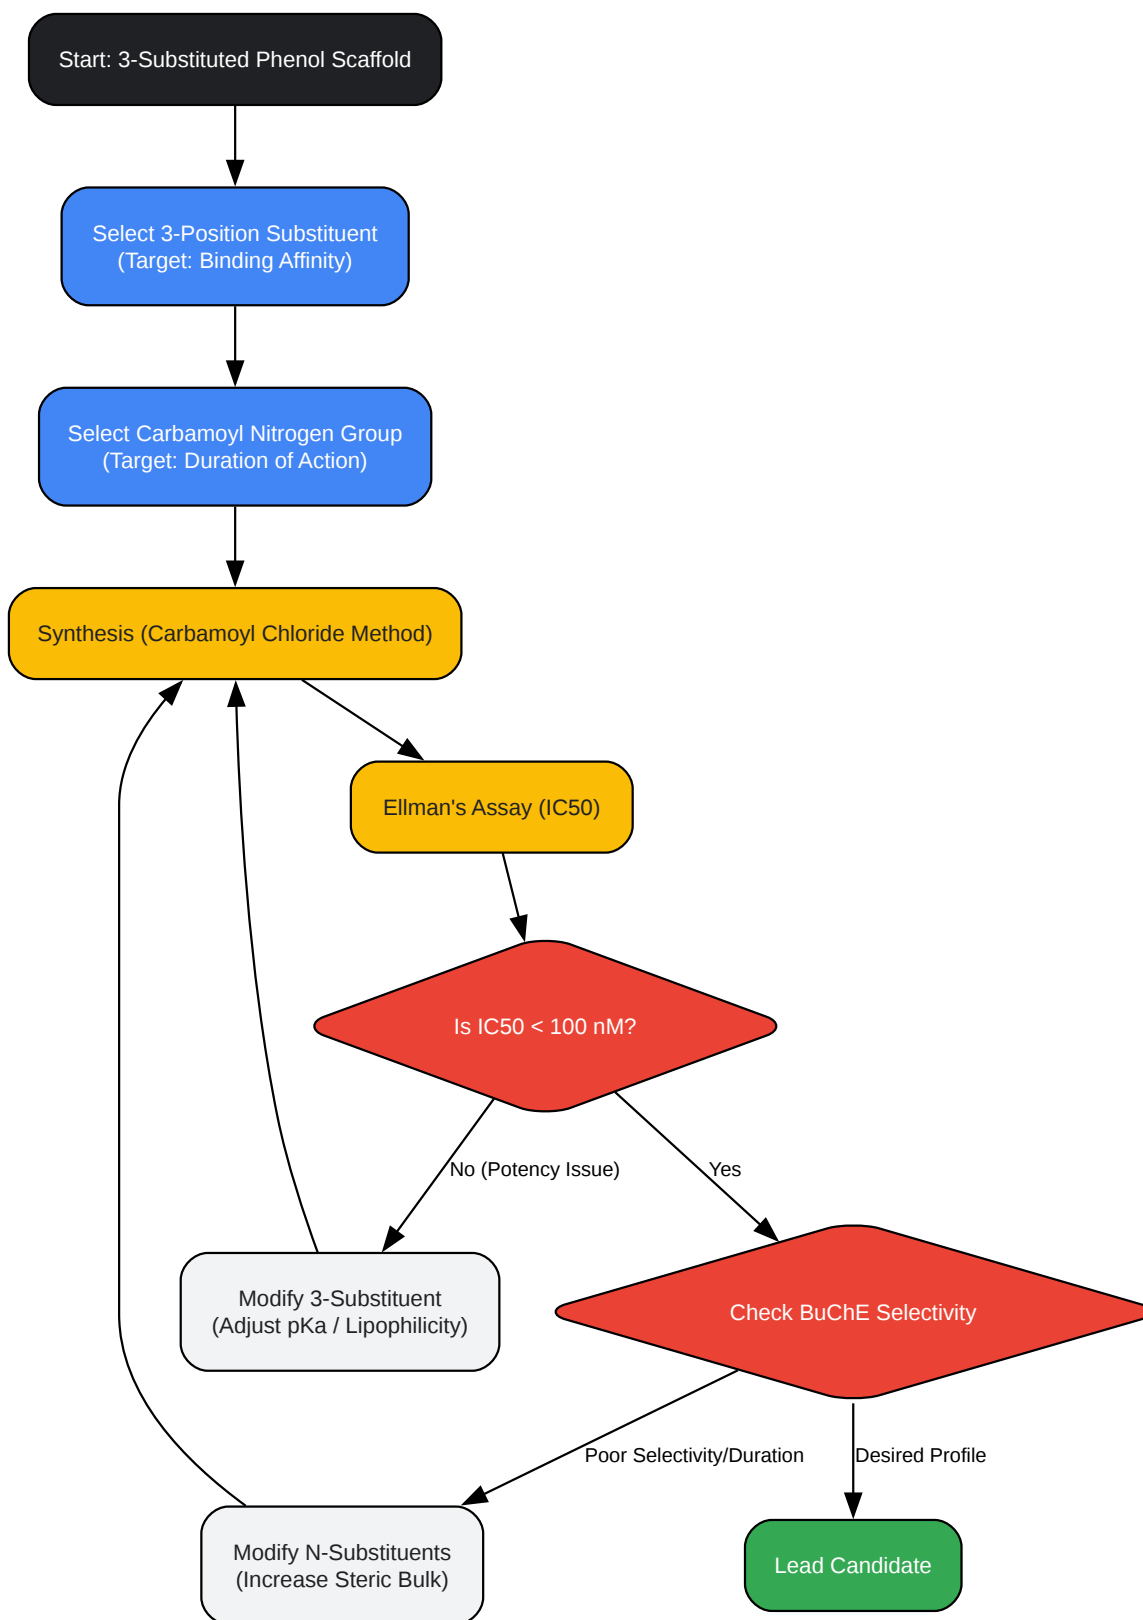 Start: 3-Substituted Phenol Scaffold
Select 3-Position Substituent
(Target: Binding Affinity)
Select Carbamoyl Nitrogen Group
(Target: Duration of Action)
Synthesis (Carbamoyl Chloride Method)
Ellman's Assay (IC50)
Is IC50 < 100 nM?
No (Potency Issue)
Yes
Modify 3-Substituent
(Adjust pKa / Lipophilicity)
Check BuChE Selectivity
Poor Selectivity/Duration
Desired Profile
Modify N-Substituents
(Increase Steric Bulk)
Lead Candidate